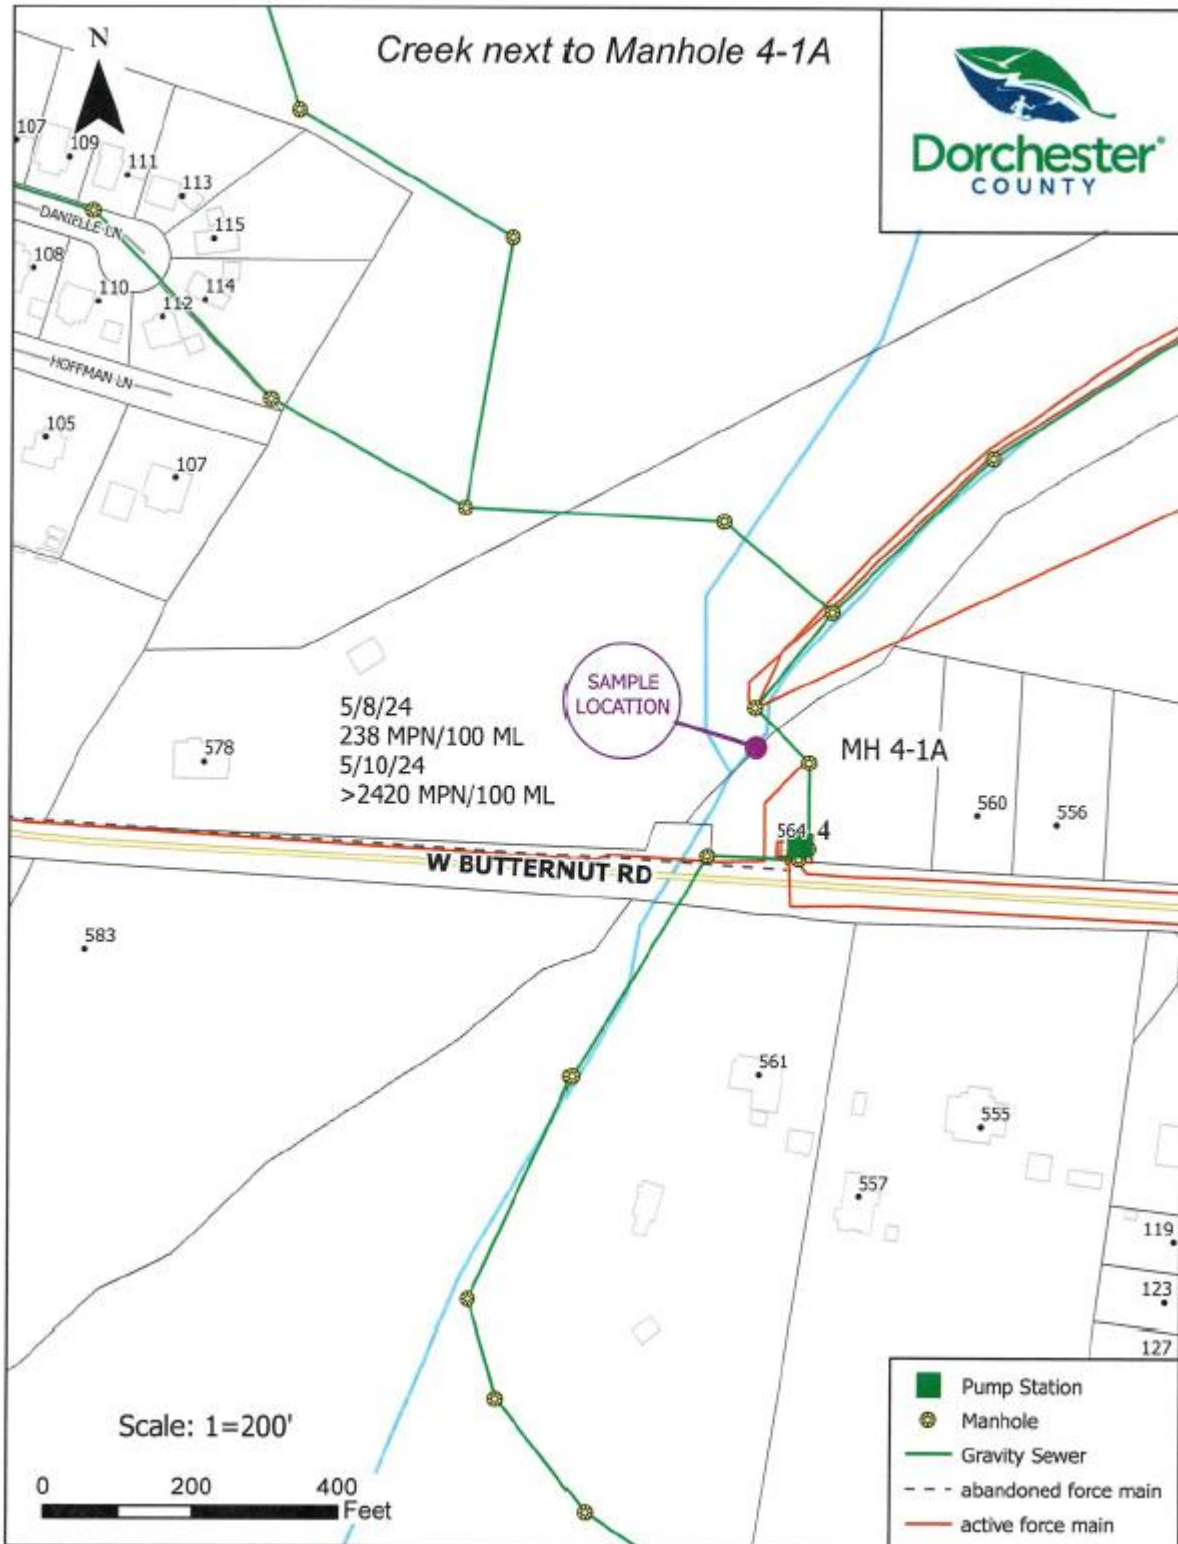 Creek next to Manhole 4-1A
Dorchester®
COUNTY
N
107
109
111
113
115
DANIELLE LN
108
110
112
114
HOFFMAN LN
105
107
SAMPLE
LOCATION
5/8/24
238 MPN/100 ML
5/10/24
>2420 MPN/100 ML
578
MH 4-1A
560
556
564
4
W BUTTERNUT RD
583
561
555
557
119
123
127
Scale: 1=200'
0 200 400
Feet
Pump Station
Manhole
Gravity Sewer
abandoned force main
active force main